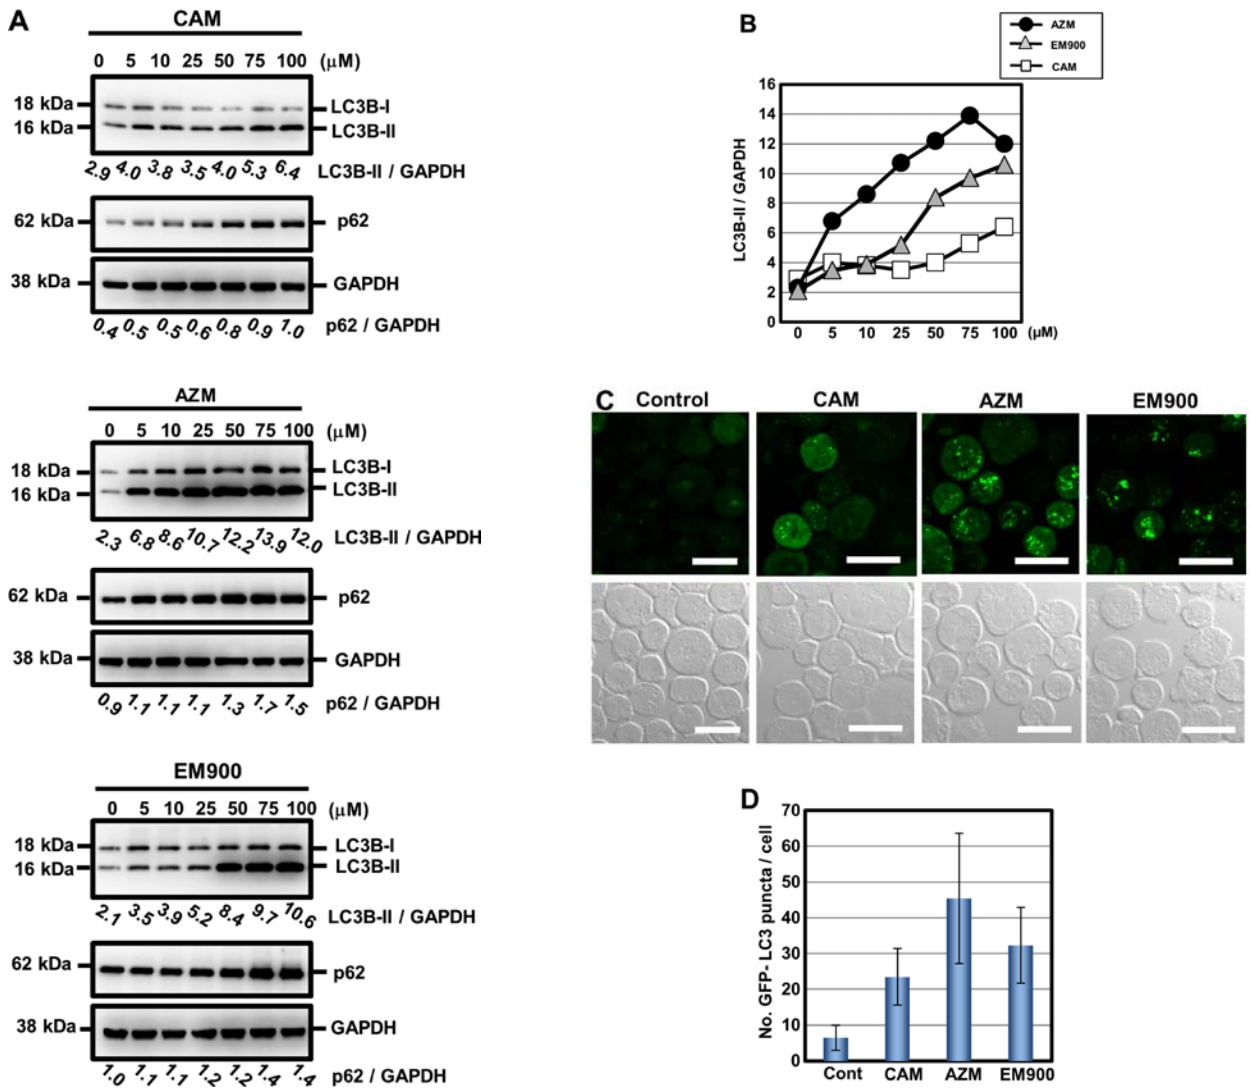 A
CAM
0 5 10 25 50 75 100 (μM)
18 kDa LC3B-I
16 kDa LC3B-II
2.9 4.0 3.8 3.5 4.0 5.3 6.4 LC3B-II / GAPDH
62 kDa p62
38 kDa GAPDH
0.4 0.5 0.5 0.6 0.8 0.9 1.0 p62 / GAPDH
AZM
0 5 10 25 50 75 100 (μM)
18 kDa LC3B-I
16 kDa LC3B-II
2.3 6.8 8.6 10.7 12.2 13.9 12.0 LC3B-II / GAPDH
62 kDa p62
38 kDa GAPDH
0.9 1.1 1.1 1.1 1.3 1.7 1.5 p62 / GAPDH
EM900
0 5 10 25 50 75 100 (μM)
18 kDa LC3B-I
16 kDa LC3B-II
2.1 3.5 3.9 5.2 8.4 9.7 10.6 LC3B-II / GAPDH
62 kDa p62
38 kDa GAPDH
1.0 1.1 1.1 1.2 1.2 1.4 1.4 p62 / GAPDH
B
AZM
EM900
CAM
LC3B-II / GAPDH
16
14
12
10
8
6
4
2
0
0 5 10 25 50 75 100 (μM)
C Control CAM AZM EM900
D
No. GFP- LC3 puncta / cell
70
60
50
40
30
20
10
0
Cont CAM AZM EM900